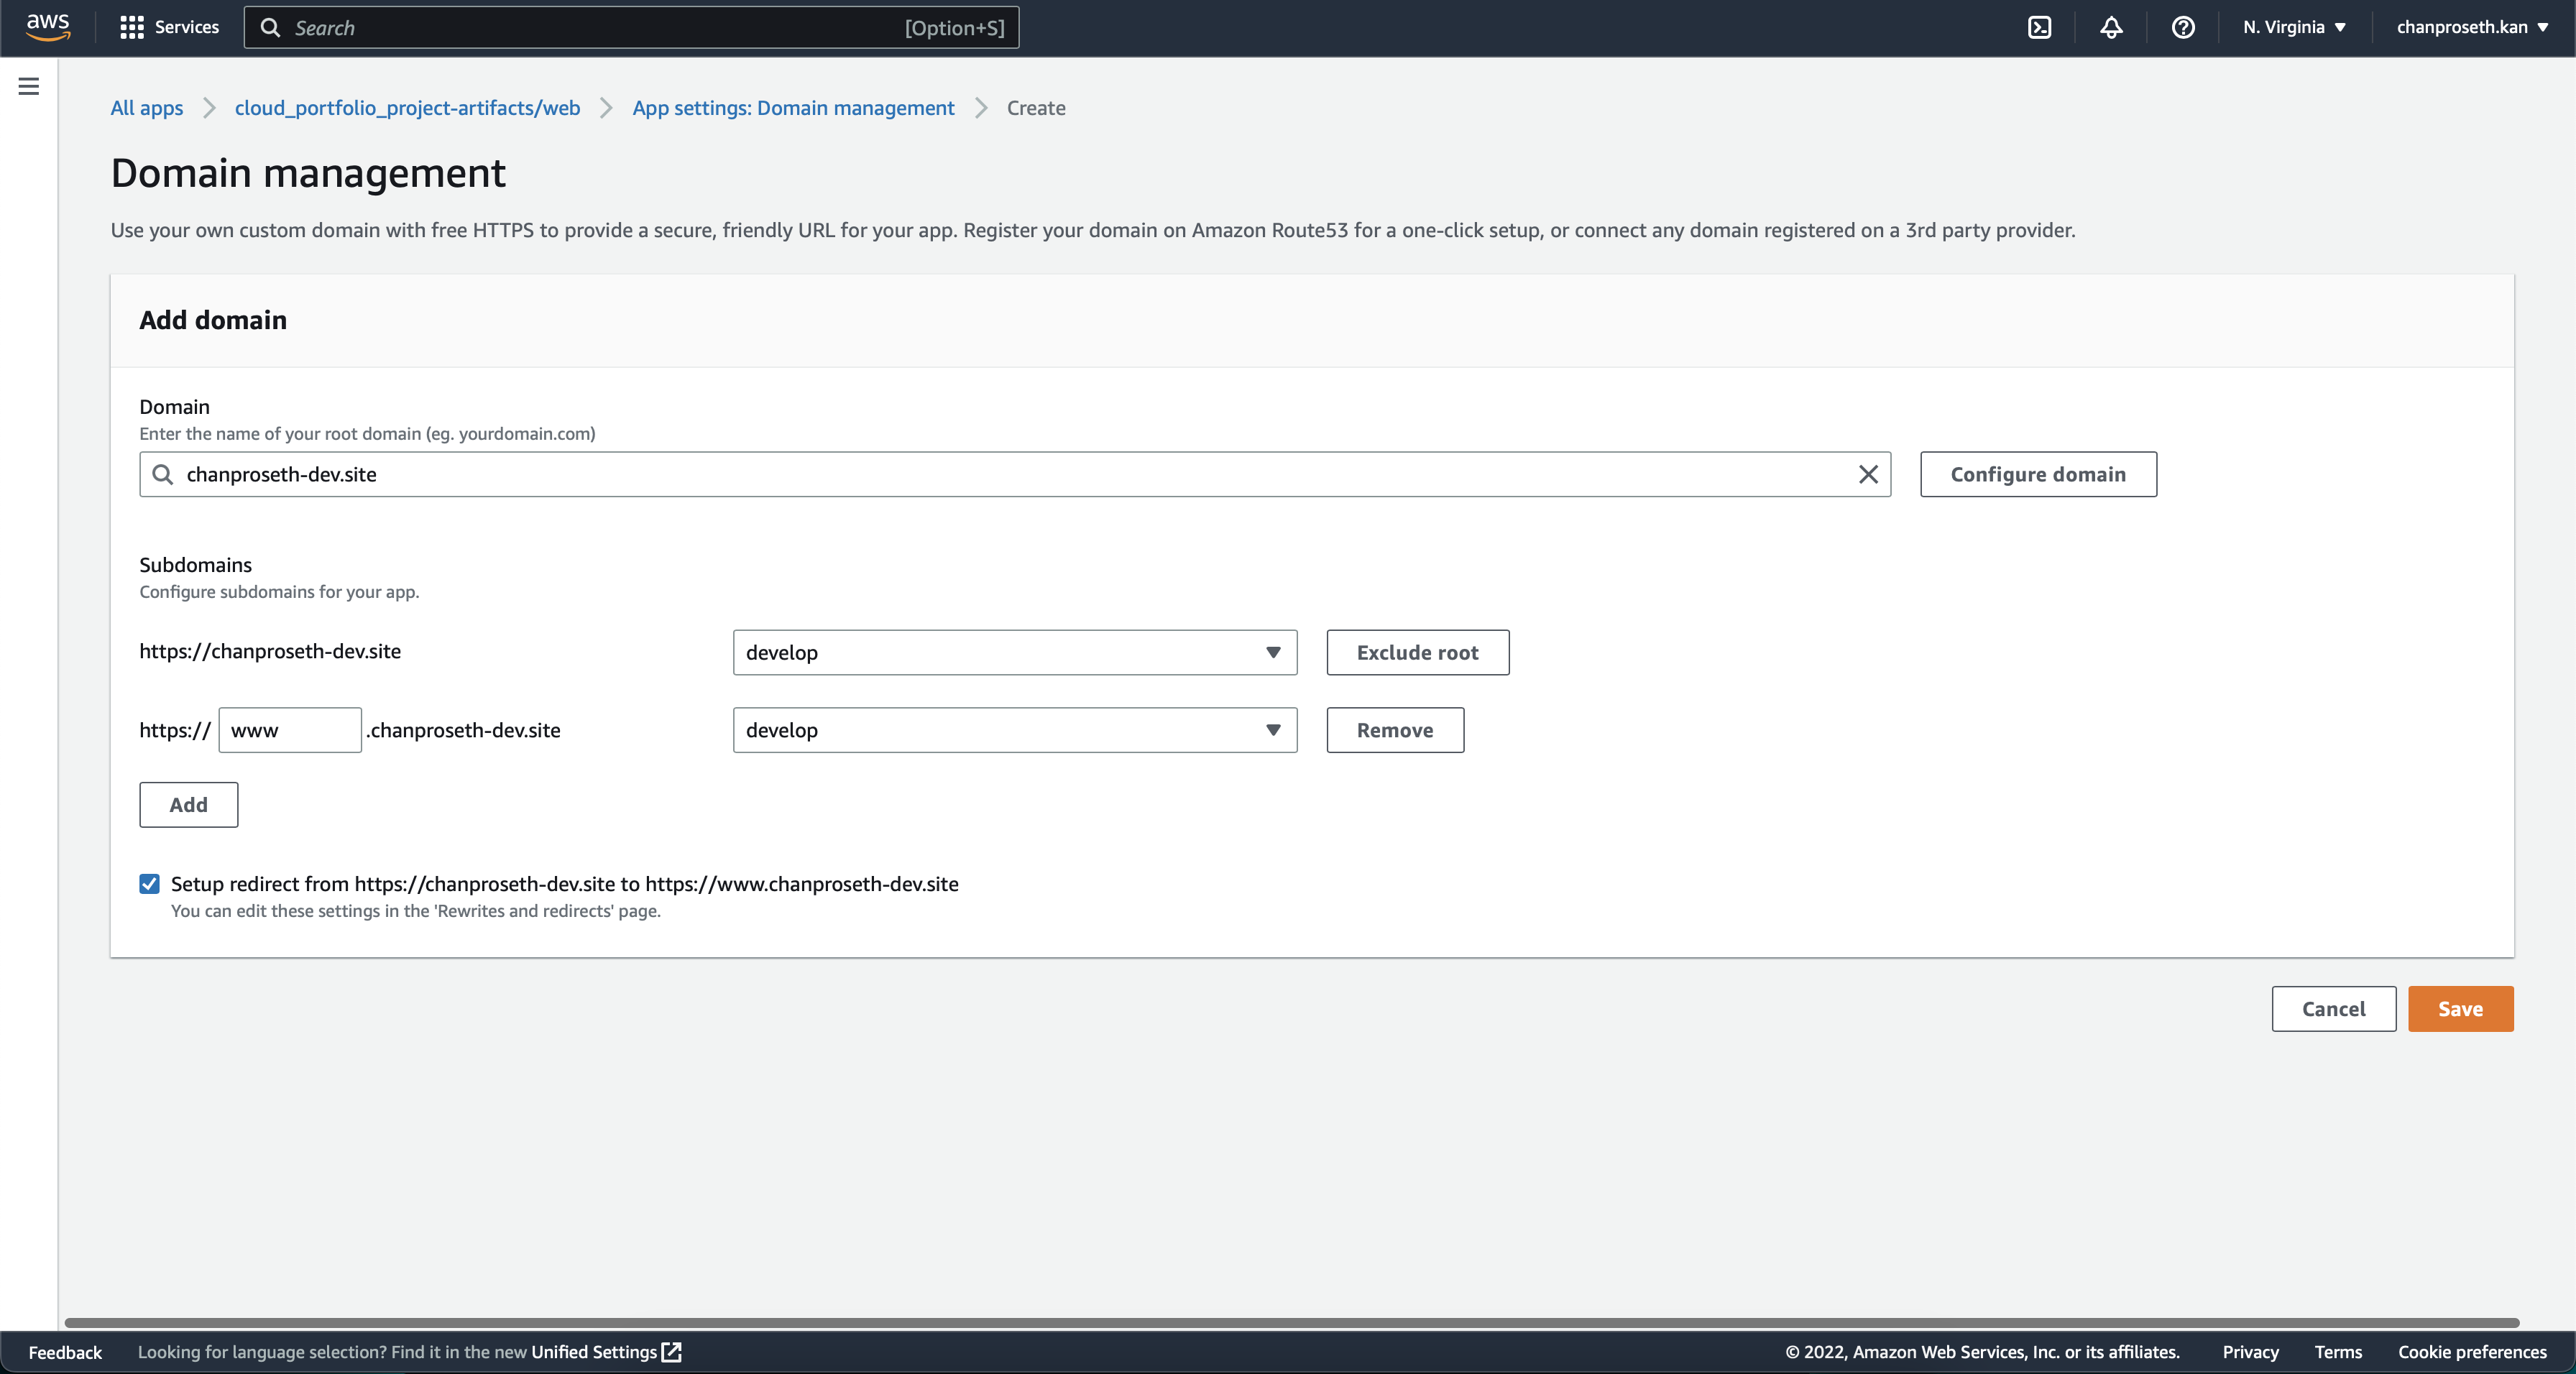 aws Services Search [Option+S] N. Virginia chanproseth.kan
All apps cloud_portfolio_project-artifacts/web App settings: Domain management Create
Domain management
Use your own custom domain with free HTTPS to provide a secure, friendly URL for your app. Register your domain on Amazon Route53 for a one-click setup, or connect any domain registered on a 3rd party provider.
Add domain
Domain
Enter the name of your root domain (eg. yourdomain.com)
chanproseth-dev.site Configure domain
Subdomains
Configure subdomains for your app.
https://chanproseth-dev.site develop Exclude root
https:// www .chanproseth-dev.site develop Remove
Add
Setup redirect from https://chanproseth-dev.site to https://www.chanproseth-dev.site
You can edit these settings in the 'Rewrites and redirects' page.
Cancel Save
Feedback Looking for language selection? Find it in the new Unified Settings © 2022, Amazon Web Services, Inc. or its affiliates. Privacy Terms Cookie preferences